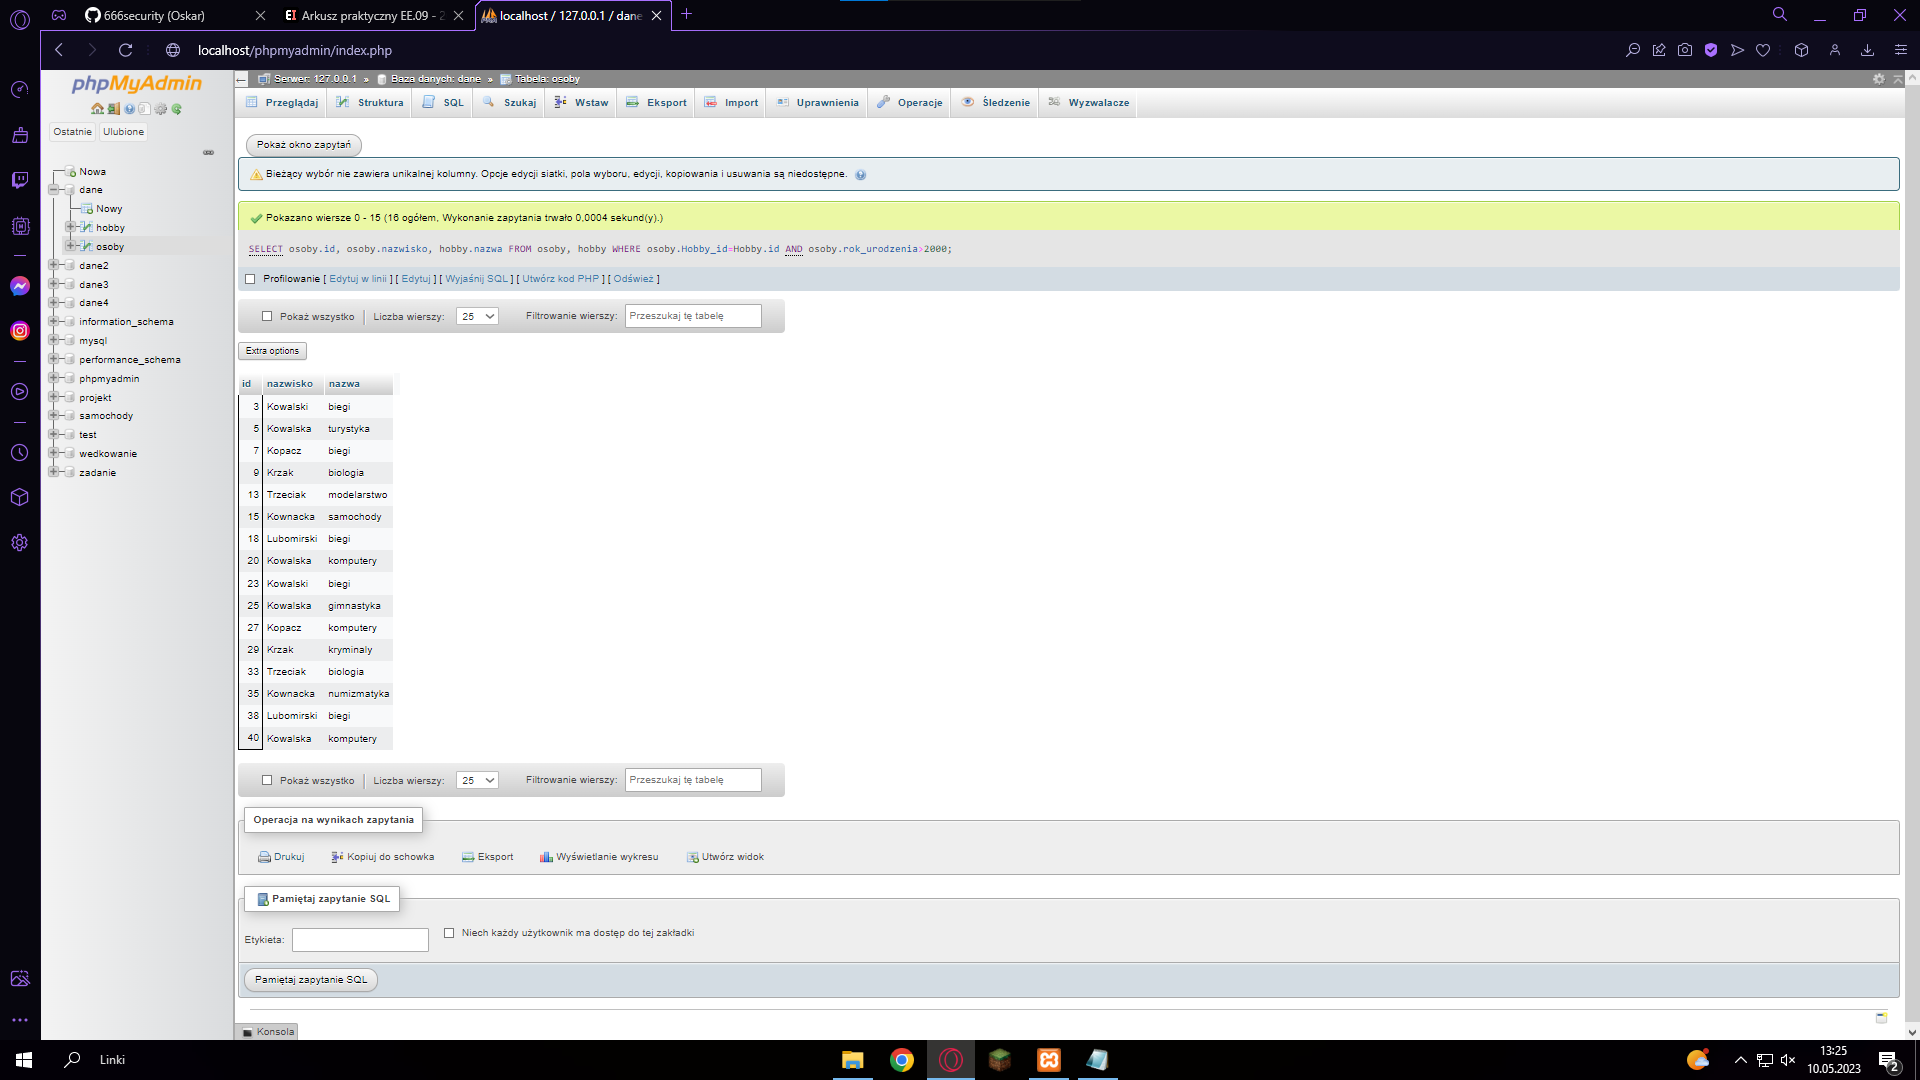 666security (Oskar)
Arkusz praktyczny EE.09 - 2
localhost / 127.0.0.1 / dane
localhost/phpmyadmin/index.php
phpMyAdmin
Ostatnie
Ulubione
Nowa
dane
Nowy
hobby
osoby
dane2
dane3
dane4
information_schema
mysql
performance_schema
phpmyadmin
projekt
samochody
test
wedkowanie
zadanie
Serwer: 127.0.0.1 » Baza danych: dane » Tabela: osoby
Przeglądaj Struktura SQL Szukaj Wstaw Eksport Import Uprawnienia Operacje Śledzenie Wyzwalacze
Pokaż okno zapytań
Bieżący wybór nie zawiera unikalnej kolumny. Opcje edycji siatki, pola wyboru, edycji, kopiowania i usuwania są niedostępne.
Pokazano wiersze 0 - 15 (16 ogółem, Wykonanie zapytania trwało 0,0004 sekund(y).)
SELECT osoby.id, osoby.nazwisko, hobby.nazwa FROM osoby, hobby WHERE osoby.Hobby_id=Hobby.id AND osoby.rok_urodzenia>2000;
Profilowanie [ Edytuj w linii ] [ Edytuj ] [ Wyjaśnij SQL ] [ Utwórz kod PHP ] [ Odśwież ]
Pokaż wszystko Liczba wierszy: 25 Filtrowanie wierszy: Przeszukaj tę tabelę
Extra options
id nazwisko nazwa
3 Kowalski biegi
5 Kowalska turystyka
7 Kopacz biegi
9 Krzak biologia
13 Trzeciak modelarstwo
15 Kownacka samochody
18 Lubomirski biegi
20 Kowalska komputery
23 Kowalski biegi
25 Kowalska gimnastyka
27 Kopacz komputery
29 Krzak kryminaly
33 Trzeciak biologia
35 Kownacka numizmatyka
38 Lubomirski biegi
40 Kowalska komputery
Pokaż wszystko Liczba wierszy: 25 Filtrowanie wierszy: Przeszukaj tę tabelę
Operacja na wynikach zapytania
Drukuj Kopiuj do schowka Eksport Wyświetlanie wykresu Utwórz widok
Pamiętaj zapytanie SQL
Etykieta: Niech każdy użytkownik ma dostęp do tej zakładki
Pamiętaj zapytanie SQL
Konsola
Linki
13:25
10.05.2023
2